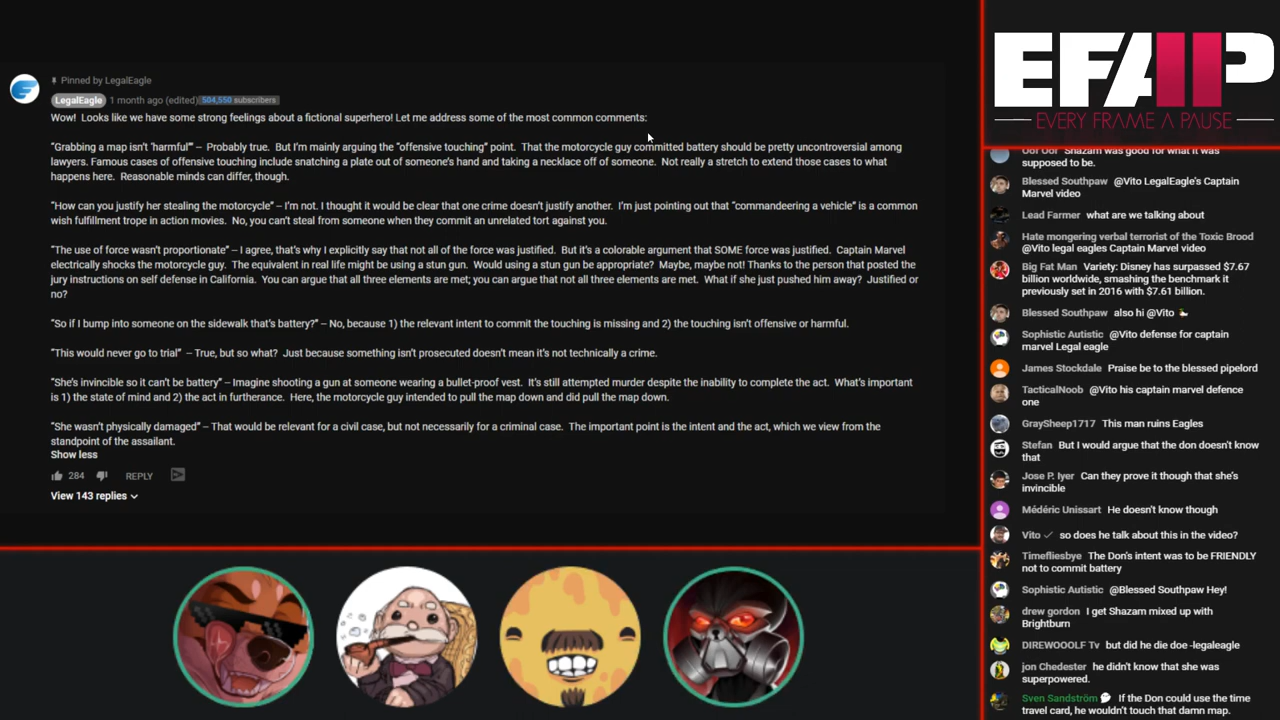 Pinned by LegalEagle
LegalEagle 1 month ago (edited) 504,550 subscribers
Wow! Looks like we have some strong feelings about a fictional superhero! Let me address some of the most common comments:
"Grabbing a map isn't 'harmful'" – Probably true. But I'm mainly arguing the "offensive touching" point. That the motorcycle guy committed battery should be pretty uncontroversial among
lawyers. Famous cases of offensive touching include snatching a plate out of someone's hand and taking a necklace off of someone. Not really a stretch to extend those cases to what
happens here. Reasonable minds can differ, though.
"How can you justify her stealing the motorcycle" – I'm not. I thought it would be clear that one crime doesn't justify another. I'm just pointing out that "commandeering a vehicle" is a common
wish fulfillment trope in action movies. No, you can't steal from someone when they commit an unrelated tort against you.
"The use of force wasn't proportionate" – I agree, that's why I explicitly say that not all of the force was justified. But it's a colorable argument that SOME force was justified. Captain Marvel
electrically shocks the motorcycle guy. The equivalent in real life might be using a stun gun. Would using a stun gun be appropriate? Maybe, maybe not! Thanks to the person that posted the
jury instructions on self defense in California. You can argue that all three elements are met; you can argue that not all three elements are met. What if she just pushed him away? Justified or
no?
"So if I bump into someone on the sidewalk that's battery?" – No, because 1) the relevant intent to commit the touching is missing and 2) the touching isn't offensive or harmful.
"This would never go to trial" – True, but so what? Just because something isn't prosecuted doesn't mean it's not technically a crime.
"She's invincible so it can't be battery" – Imagine shooting a gun at someone wearing a bullet-proof vest. It's still attempted murder despite the inability to complete the act. What's important
is 1) the state of mind and 2) the act in furtherance. Here, the motorcycle guy intended to pull the map down and did pull the map down.
"She wasn't physically damaged" – That would be relevant for a civil case, but not necessarily for a criminal case. The important point is the intent and the act, which we view from the
standpoint of the assailant.
Show less
284 REPLY
View 143 replies
EFAP
EVERY FRAME A PAUSE
Oof Oof Shazam was good for what it was
supposed to be.
Blessed Southpaw @Vito LegalEagle's Captain
Marvel video
Lead Farmer what are we talking about
Hate mongering verbal terrorist of the Toxic Brood
@Vito legal eagles Captain Marvel video
Big Fat Man Variety: Disney has surpassed $7.67
billion worldwide, smashing the benchmark it
previously set in 2016 with $7.61 billion.
Blessed Southpaw also hi @Vito
Sophistic Autistic @Vito defense for captain
marvel Legal eagle
James Stockdale Praise be to the blessed pipelord
TacticalNoob @Vito his captain marvel defence
one
GraySheep1717 This man ruins Eagles
Stefan But I would argue that the don doesn't know
that
Jose P. Iyer Can they prove it though that she's
invincible
Médéric Unissart He doesn't know though
Vito ✓ so does he talk about this in the video?
Timefliesbye The Don's intent was to be FRIENDLY
not to commit battery
Sophistic Autistic @Blessed Southpaw Hey!
drew gordon I get Shazam mixed up with
Brightburn
DIREWOOOLF Tv but did he die doe -legaleagle
jon Chedester he didn't know that she was
superpowered.
Sven Sandström If the Don could use the time
travel card, he wouldn't touch that damn map.